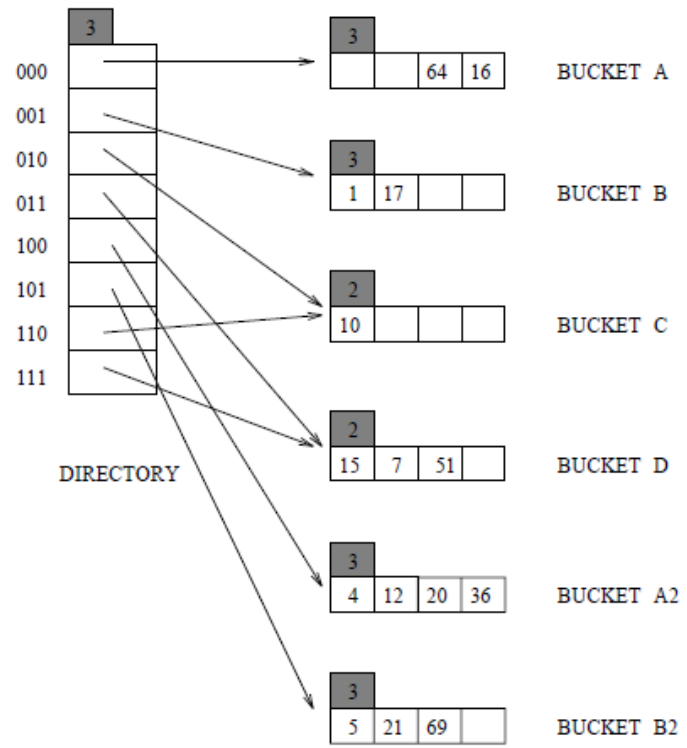 3
000
001
010
011
100
101
110
111
DIRECTORY
3
64 16 BUCKET A
3
1 17 BUCKET B
2
10 BUCKET C
2
15 7 51 BUCKET D
3
4 12 20 36 BUCKET A2
3
5 21 69 BUCKET B2